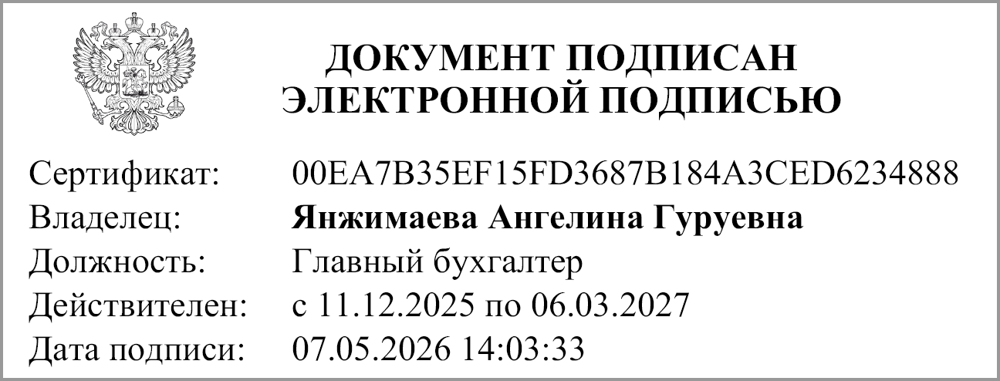 ДОКУМЕНТ ПОДПИСАН
ЭЛЕКТРОННОЙ ПОДПИСЬЮ
Сертификат: 00EA7B35EF15FD3687B184A3CED6234888
Владелец: Янжимаева Ангелина Гуруевна
Должность: Главный бухгалтер
Действителен: с 11.12.2025 по 06.03.2027
Дата подписи: 07.05.2026 14:03:33